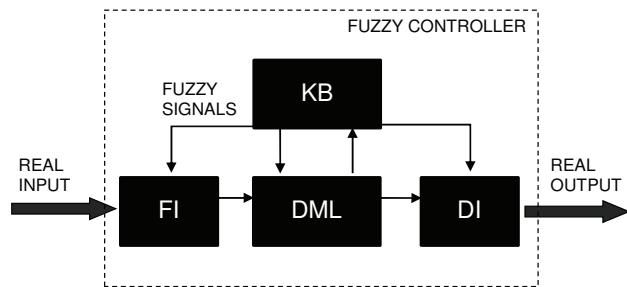 FUZZY CONTROLLER
KB
FUZZY
SIGNALS
REAL
INPUT
FI
DML
DI
REAL
OUTPUT